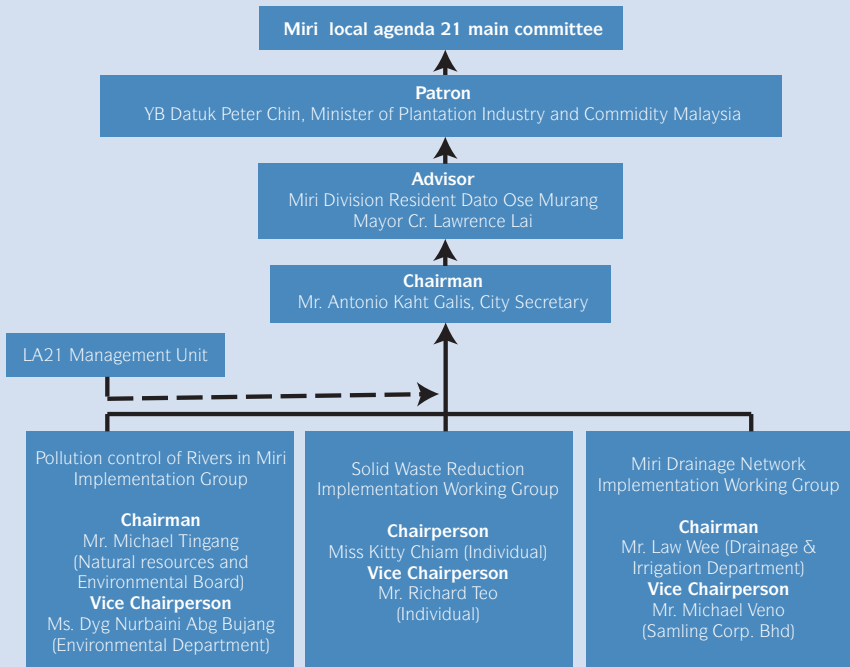 Miri local agenda 21 main committee
Patron
YB Datuk Peter Chin, Minister of Plantation Industry and Commidity Malaysia
Advisor
Miri Division Resident Dato Ose Murang
Mayor Cr. Lawrence Lai
Chairman
Mr. Antonio Kaht Galis, City Secretary
LA21 Management Unit
Pollution control of Rivers in Miri
Implementation Group
Chairman
Mr. Michael Tingang
(Natural resources and
Environmental Board)
Vice Chairperson
Ms. Dyg Nurbaini Abg Bujang
(Environmental Department)
Solid Waste Reduction
Implementation Working Group
Chairperson
Miss Kitty Chiam (Individual)
Vice Chairperson
Mr. Richard Teo
(Individual)
Miri Drainage Network
Implementation Working Group
Chairman
Mr. Law Wee (Drainage &
Irrigation Department)
Vice Chairperson
Mr. Michael Veno
(Samling Corp. Bhd)